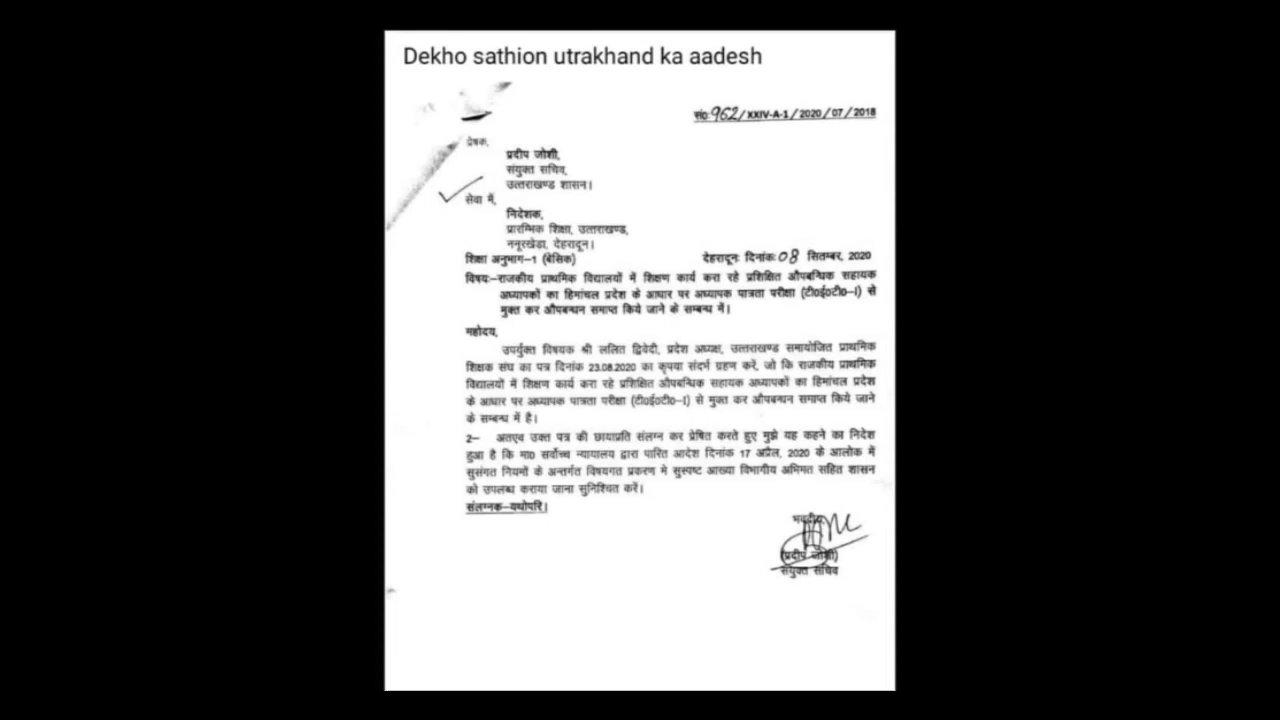 Dekho sathion utrakhand ka aadesh
सं0: 962/XXIV-A-1/2020/07/2018
प्रेषक,
प्रदीप जोशी,
संयुक्त सचिव,
उत्तराखण्ड शासन।
सेवा में,
निदेशक,
प्रारम्भिक शिक्षा, उत्तराखण्ड,
ननूरखेडा, देहरादून।
शिक्षा अनुभाग–1 (बेसिक) देहरादूनः दिनांकः 08 सितम्बर, 2020
विषयः–राजकीय प्राथमिक विद्यालयों में शिक्षण कार्य करा रहे प्रशिक्षित औपबन्धिक सहायक
अध्यापकों का हिमांचल प्रदेश के आधार पर अध्यापक पात्रता परीक्षा (टी0ई0टी0–I) से
मुक्त कर औपबन्धन समाप्त किये जाने के सम्बन्ध में।
महोदय,
उपर्युक्त विषयक श्री ललित द्विवेदी, प्रदेश अध्यक्ष, उत्तराखण्ड समायोजित प्राथमिक
शिक्षक संघ का पत्र दिनांक 23.08.2020 का कृपया संदर्भ ग्रहण करें, जो कि राजकीय प्राथमिक
विद्यालयों में शिक्षण कार्य करा रहे प्रशिक्षित औपबन्धिक सहायक अध्यापकों का हिमांचल प्रदेश
के आधार पर अध्यापक पात्रता परीक्षा (टी0ई0टी0–I) से मुक्त कर औपबन्धन समाप्त किये जाने
के सम्बन्ध में है।
2– अतएव उक्त पत्र की छायाप्रति संलग्न कर प्रेषित करते हुए मुझे यह कहने का निदेश
हुआ है कि मा0 सर्वोच्च न्यायालय द्वारा पारित आदेश दिनांक 17 अप्रैल, 2020 के आलोक में
सुसंगत नियमों के अन्तर्गत विषयगत प्रकरण मे सुस्पष्ट आख्या विभागीय अभिमत सहित शासन
को उपलब्ध कराया जाना सुनिश्चित करें।
संलग्नक–यथोपरि।
भवदीय
(प्रदीप जोशी)
संयुक्त सचिव